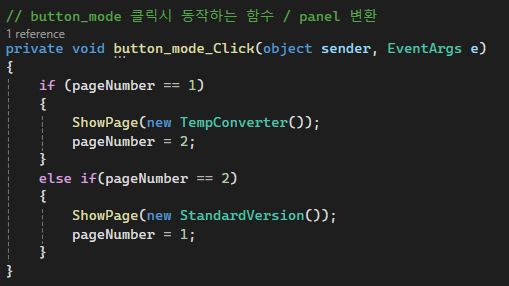 // button_mode 클릭시 동작하는 함수 / panel 변환
1 reference
private void button_mode_Click(object sender, EventArgs e)
{
    if (pageNumber == 1)
    {
        ShowPage(new TempConverter());
        pageNumber = 2;
    }
    else if(pageNumber == 2)
    {
        ShowPage(new StandardVersion());
        pageNumber = 1;
    }
}